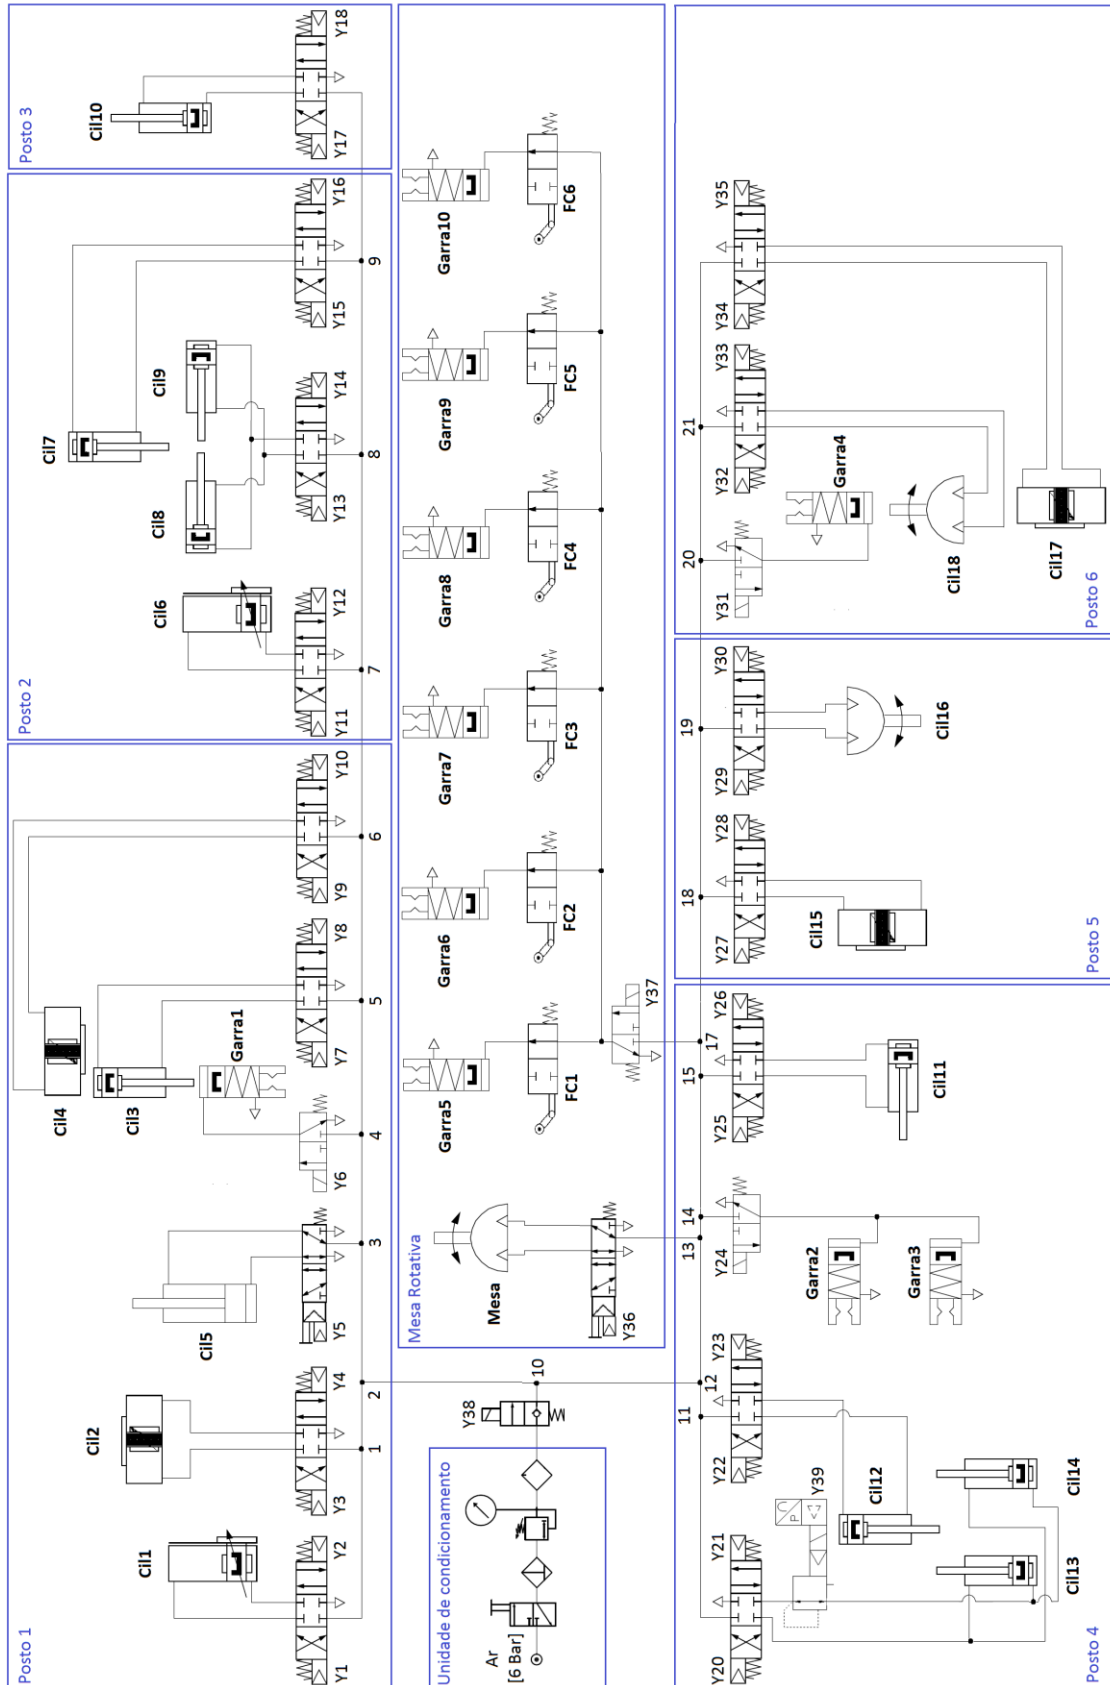 Posto 3
Cil10
Y17
Y18
Posto 2
Cil7
Cil8
Cil9
Cil6
Y11
Y12
Y13
Y14
Y15
Y16
7
8
9
Posto 1
Cil4
Cil3
Garra1
Cil5
Cil2
Cil1
Y1
Y2
Y3
Y4
Y5
Y6
Y7
Y8
Y9
Y10
1
2
3
4
5
6
Mesa Rotativa
Mesa
Y36
Garra5
Garra6
Garra7
Garra8
Garra9
Garra10
FC1
FC2
FC3
FC4
FC5
FC6
Y37
Unidade de condicionamento
Ar
[6 Bar]
Y38
10
Posto 4
Y20
Y21
Y22
Y23
Y24
Y25
Y26
11
12
13
14
15
17
Y39
P
U
Cil12
Cil13
Cil14
Garra2
Garra3
Cil11
Posto 5
Y27
Y28
Y29
Y30
18
19
Cil15
Cil16
Posto 6
Y31
Y32
Y33
Y34
Y35
20
21
Garra4
Cil18
Cil17